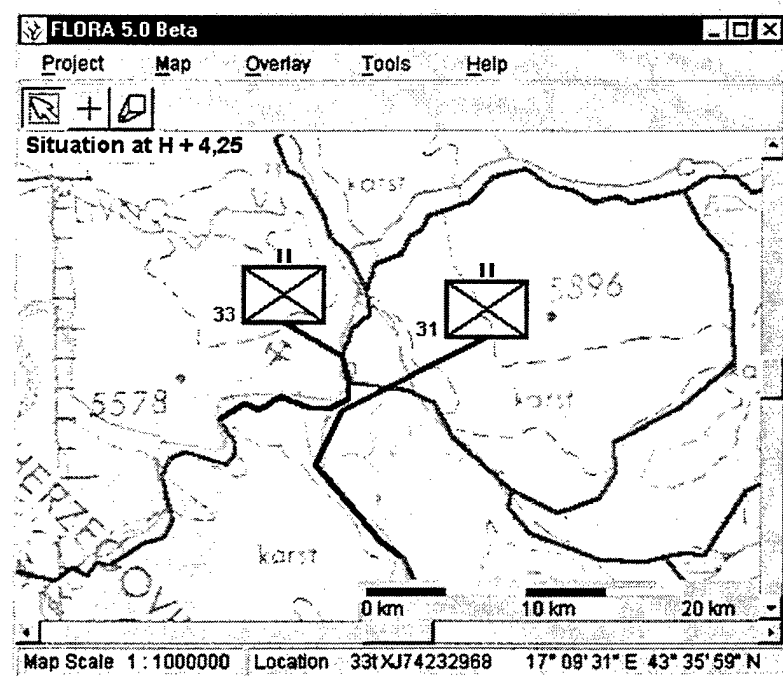 FLORA 5.0 Beta
Project Map Overlay Tools Help
Situation at H + 4,25
karst
II
II
5896
33
31
5578
karst
karst
0 km 10 km 20 km
Map Scale 1 : 1000000 Location 33tXJ74232968 17° 09' 31" E 43° 35' 59" N